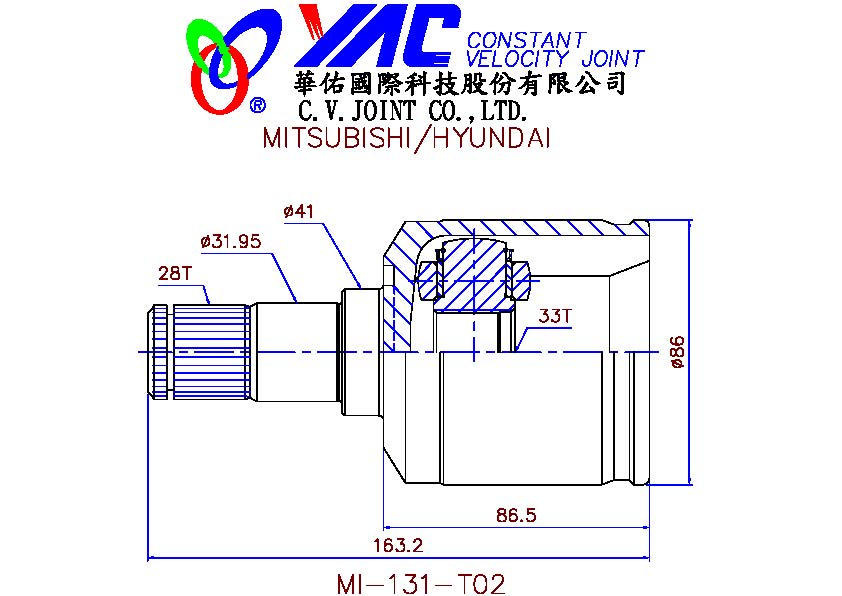 YAC CONSTANT
VELOCITY JOINT
華佑國際科技股份有限公司
®
C.V.JOINT CO.,LTD.
MITSUBISHI/HYUNDAI
ø41
ø31.95
28T
33T
ø86
86.5
163.2
MI-131-T02